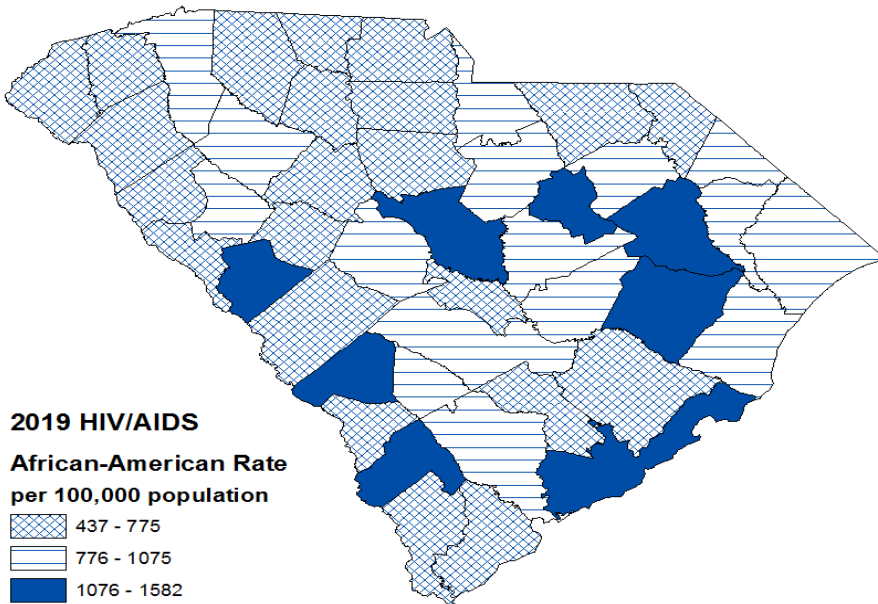 2019 HIV/AIDS
African-American Rate
per 100,000 population
437 - 775
776 - 1075
1076 - 1582